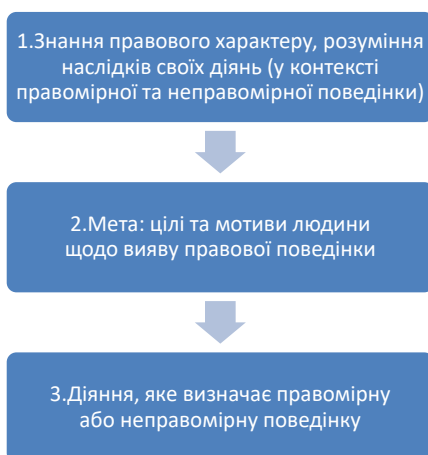 1.Знання правового характеру, розуміння
наслідків своїх діянь (у контексті
правомірної та неправомірної поведінки)
2.Мета: цілі та мотиви людини
щодо вияву правової поведінки
3.Діяння, яке визначає правомірну
або неправомірну поведінку